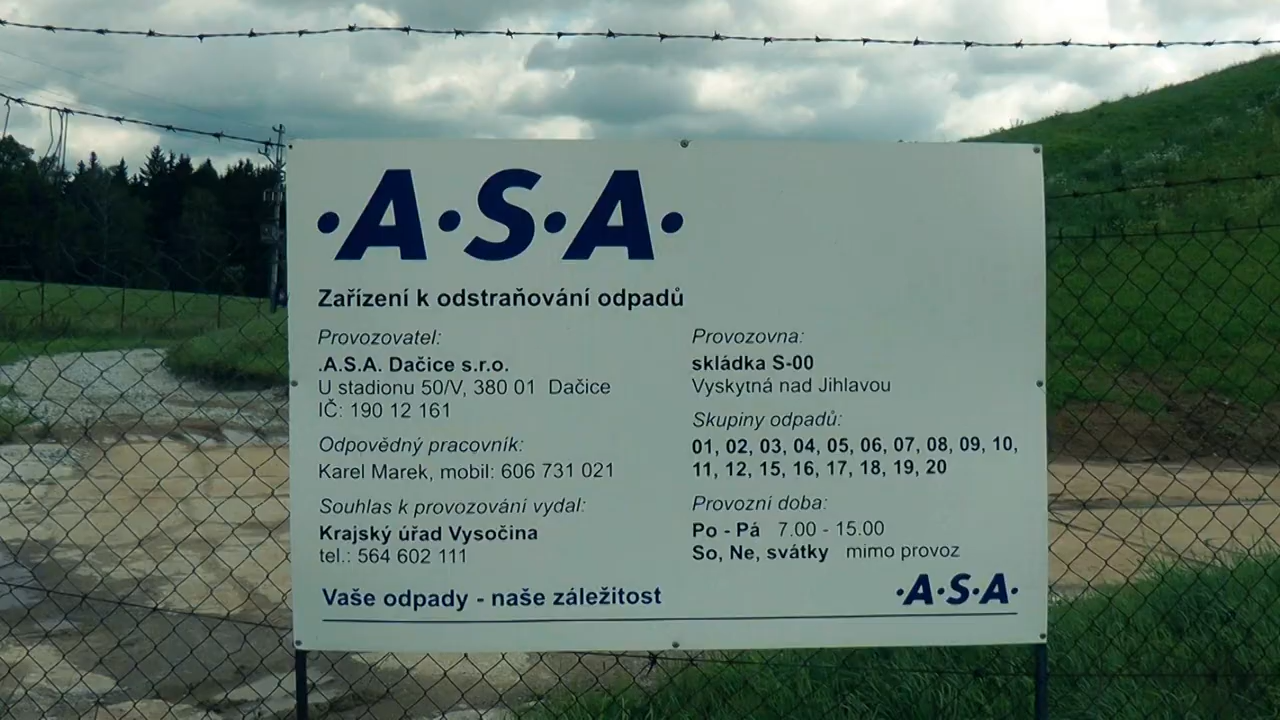 ·A·S·A·
Zařízení k odstraňování odpadů
Provozovatel:
.A.S.A. Dačice s.r.o.
U stadionu 50/V, 380 01 Dačice
IČ: 190 12 161
Odpovědný pracovník:
Karel Marek, mobil: 606 731 021
Souhlas k provozování vydal:
Krajský úřad Vysočina
tel.: 564 602 111
Provozovna:
skládka S-00
Vyskytná nad Jihlavou
Skupiny odpadů:
01, 02, 03, 04, 05, 06, 07, 08, 09, 10,
11, 12, 15, 16, 17, 18, 19, 20
Provozní doba:
Po - Pá 7.00 - 15.00
So, Ne, svátky mimo provoz
Vaše odpady - naše záležitost
·A·S·A·